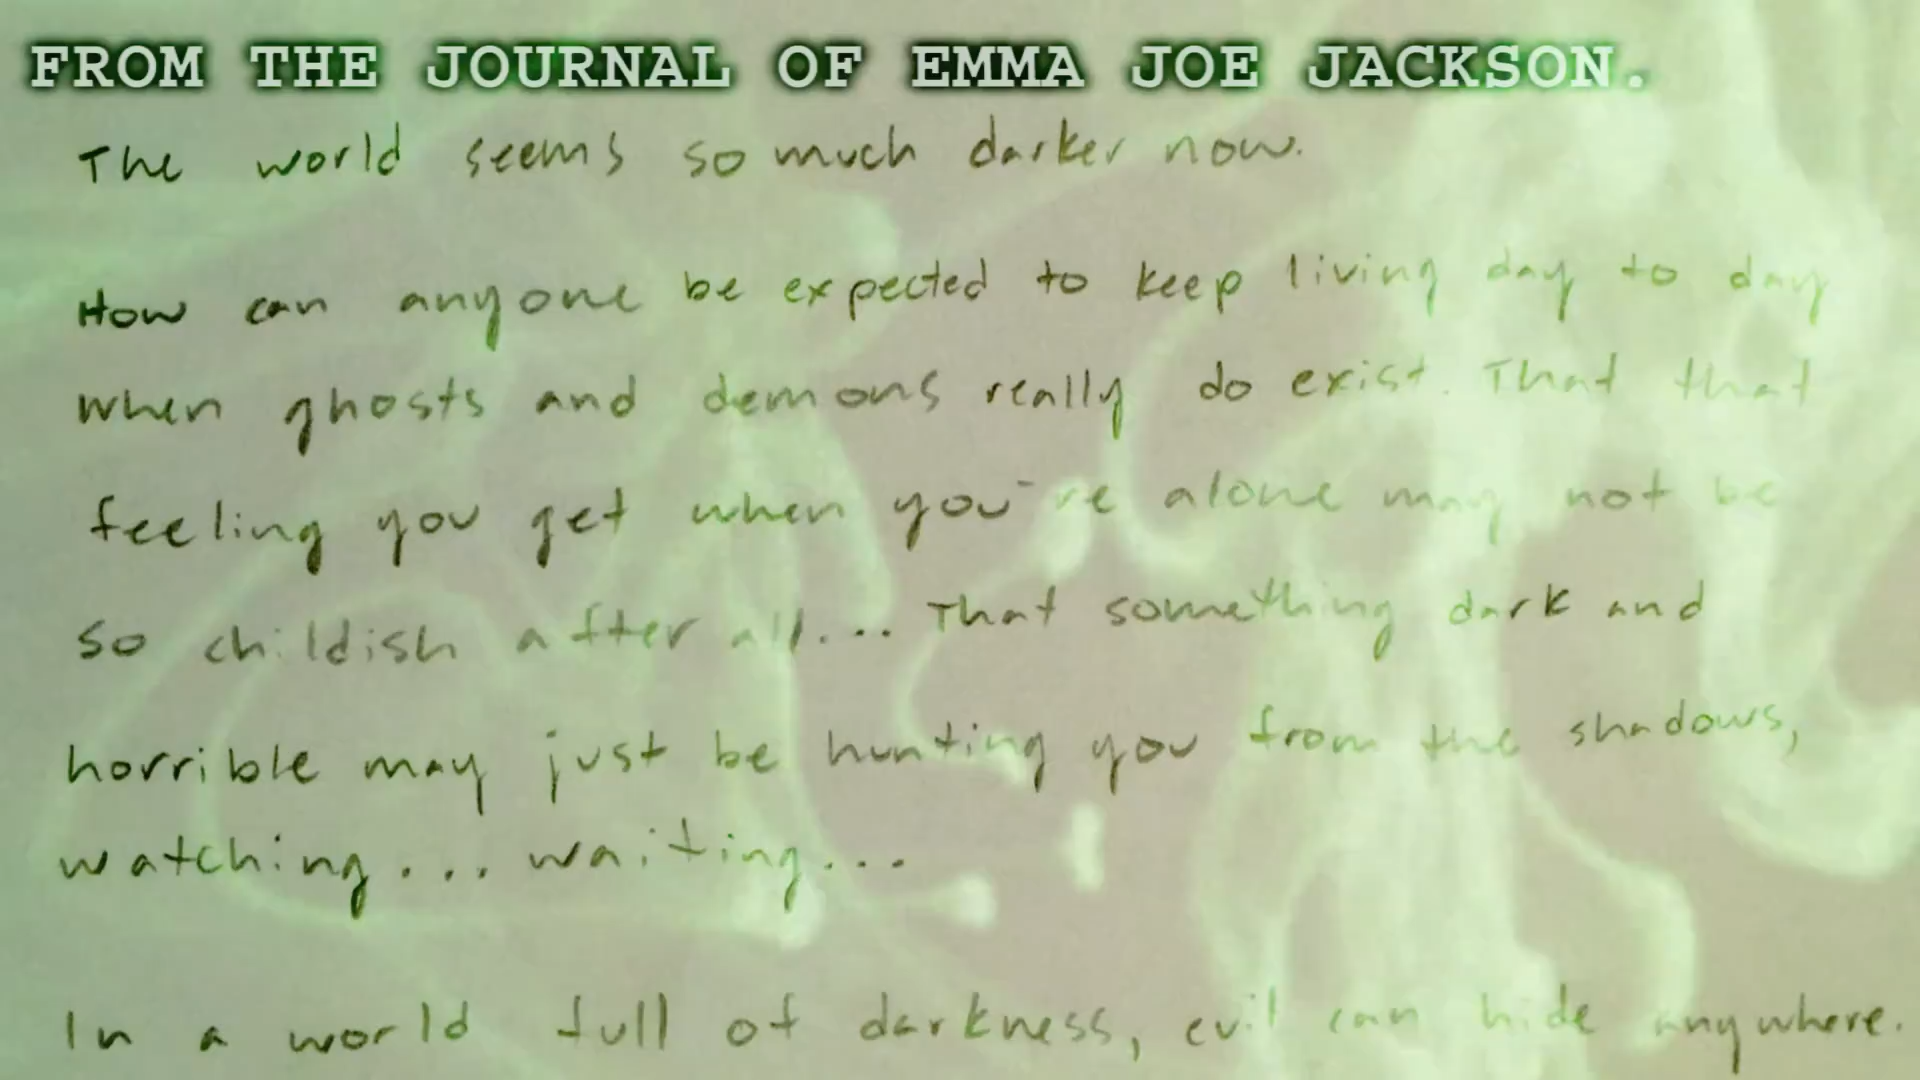 FROM THE JOURNAL OF EMMA JOE JACKSON.
The world seems so much darker now.
How can anyone be expected to keep living day to day
when ghosts and demons really do exist. That that
feeling you get when you're alone may not be
so childish after all... That something dark and
horrible may just be hunting you from the shadows,
watching... waiting...
In a world full of darkness, evil can hide anywhere.